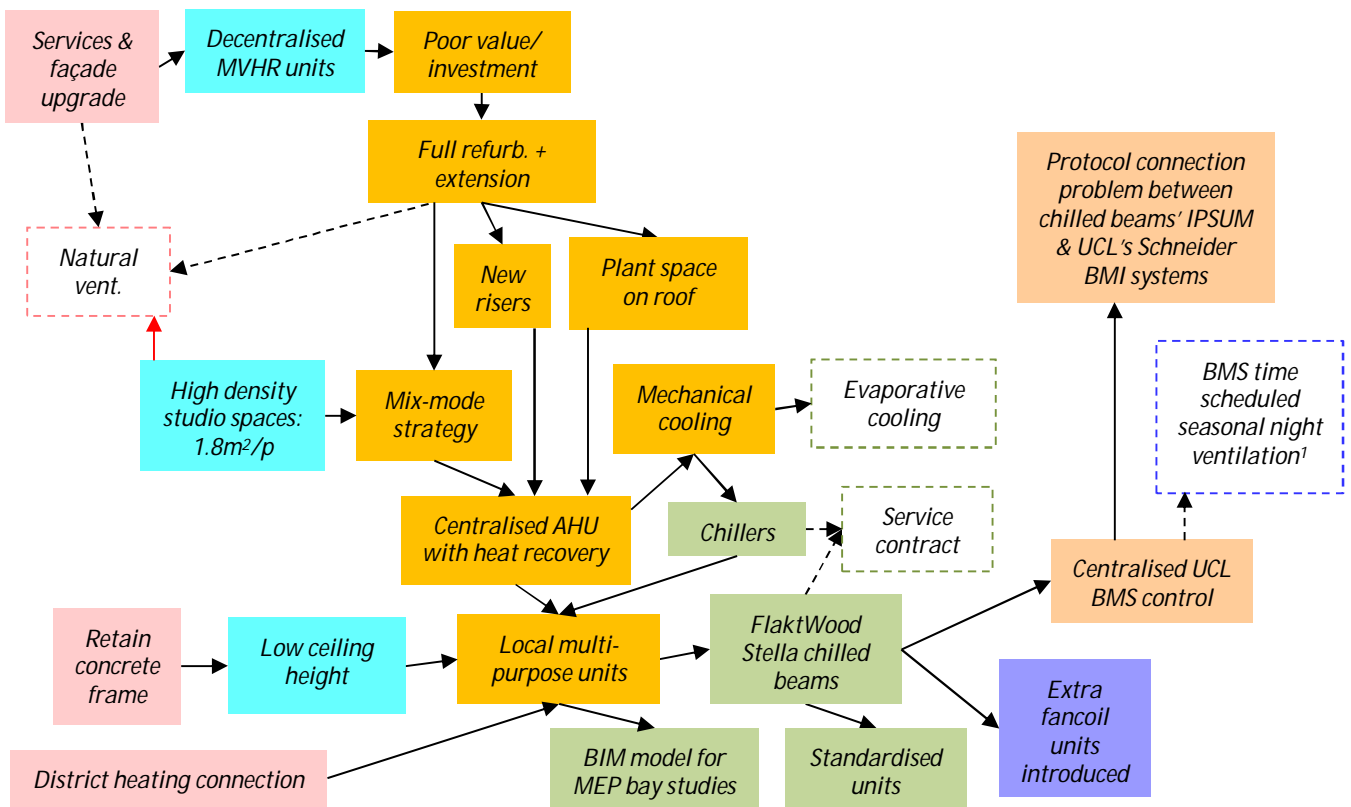 Services &
façade
upgrade
Decentralised
MVHR units
Poor value/
investment
Full refurb. +
extension
Natural
vent.
New
risers
Plant space
on roof
Protocol connection
problem between
chilled beams' IPSUM
& UCL's Schneider
BMI systems
High density
studio spaces:
1.8m²/p
Mix-mode
strategy
Mechanical
cooling
Evaporative
cooling
BMS time
scheduled
seasonal night
ventilation¹
Centralised AHU
with heat recovery
Chillers
Service
contract
Centralised UCL
BMS control
Retain
concrete
frame
Low ceiling
height
Local multi-
purpose units
FlaktWood
Stella chilled
beams
Extra
fancoil
units
introduced
District heating connection
BIM model for
MEP bay studies
Standardised
units